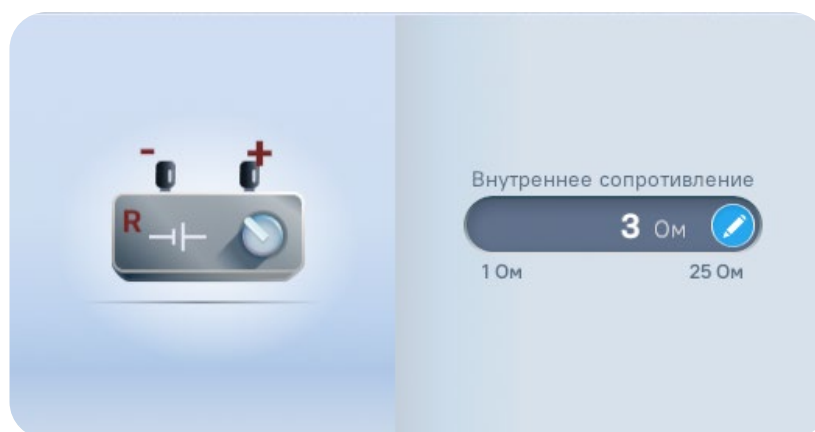 - +
R
Внутреннее сопротивление
3 Ом
1 Ом 25 Ом